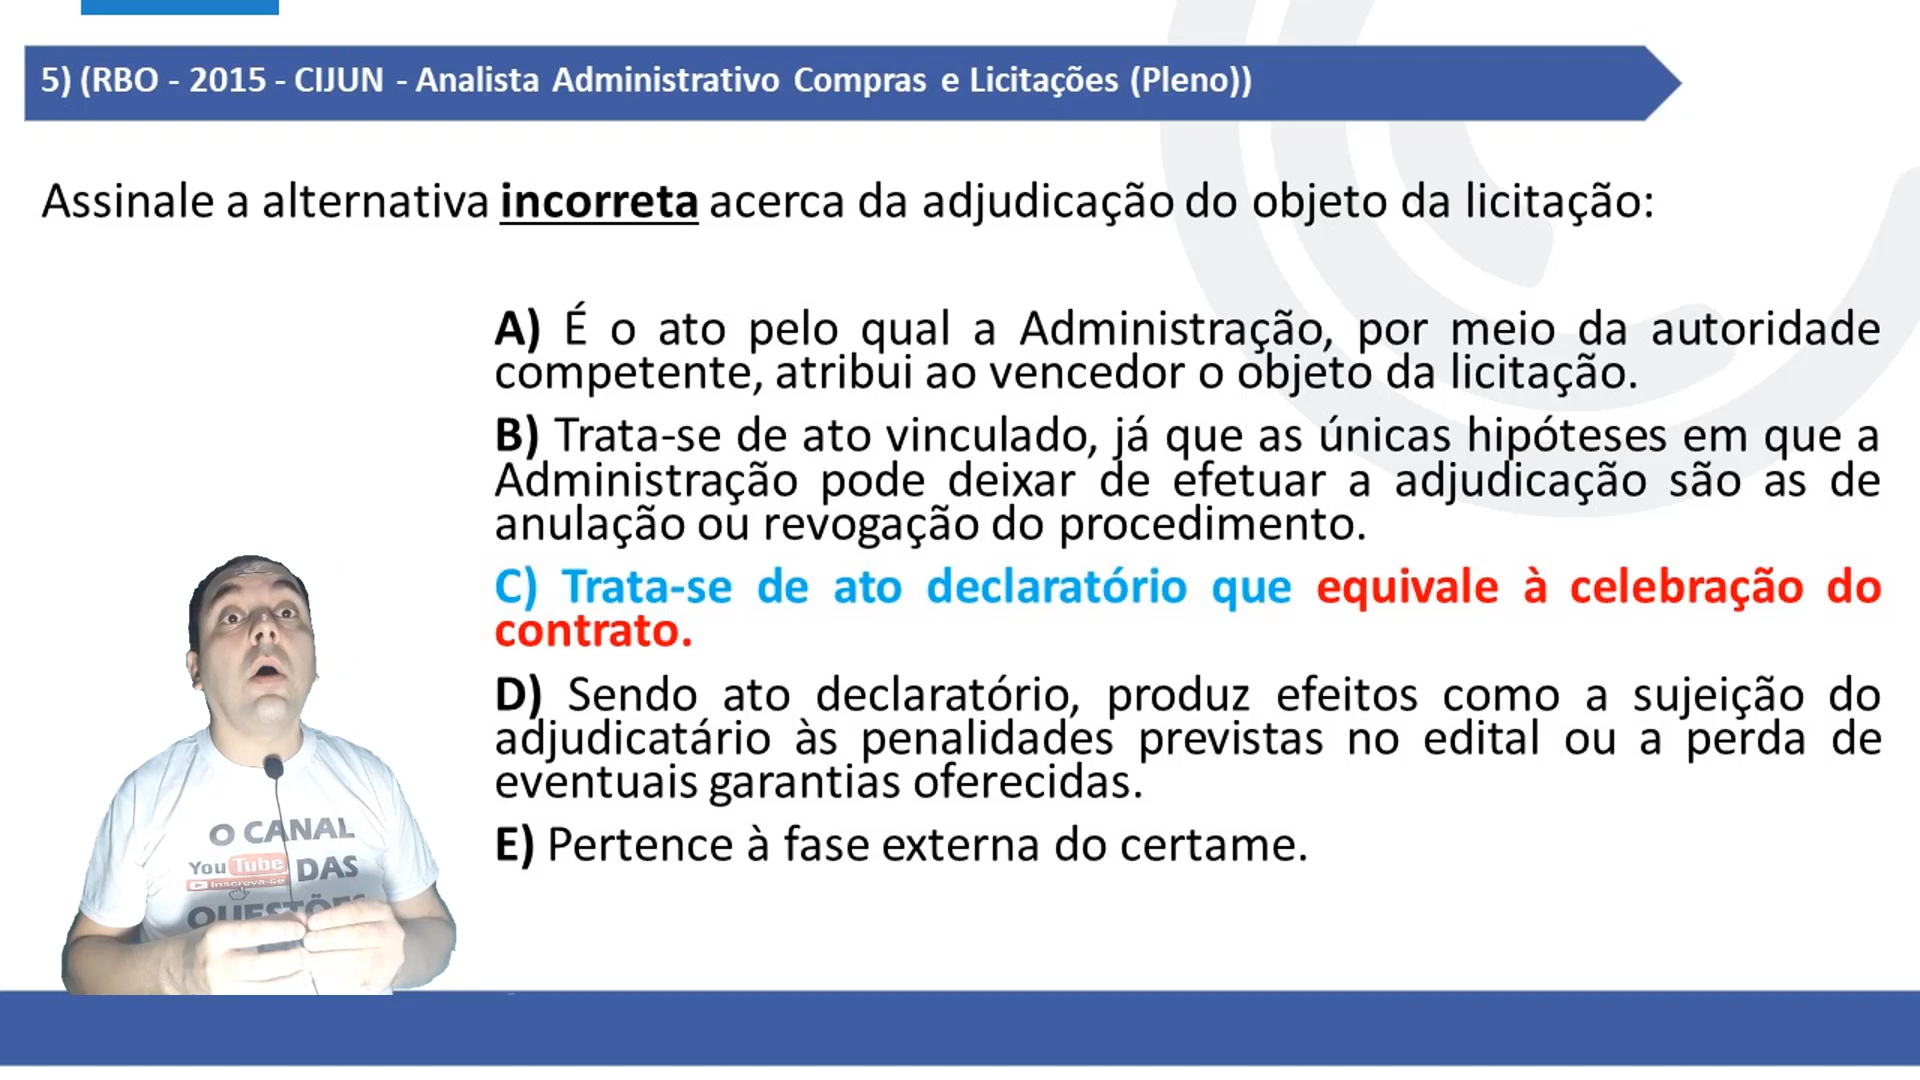 5) (RBO - 2015 - CIJUN - Analista Administrativo Compras e Licitações (Pleno))
Assinale a alternativa incorreta acerca da adjudicação do objeto da licitação:
A) É o ato pelo qual a Administração, por meio da autoridade
competente, atribui ao vencedor o objeto da licitação.
B) Trata-se de ato vinculado, já que as únicas hipóteses em que a
Administração pode deixar de efetuar a adjudicação são as de
anulação ou revogação do procedimento.
C) Trata-se de ato declaratório que equivale à celebração do
contrato.
D) Sendo ato declaratório, produz efeitos como a sujeição do
adjudicatário às penalidades previstas no edital ou a perda de
eventuais garantias oferecidas.
E) Pertence à fase externa do certame.
O CANAL
YouTube DAS
Inscreva-se
QUESTÕES